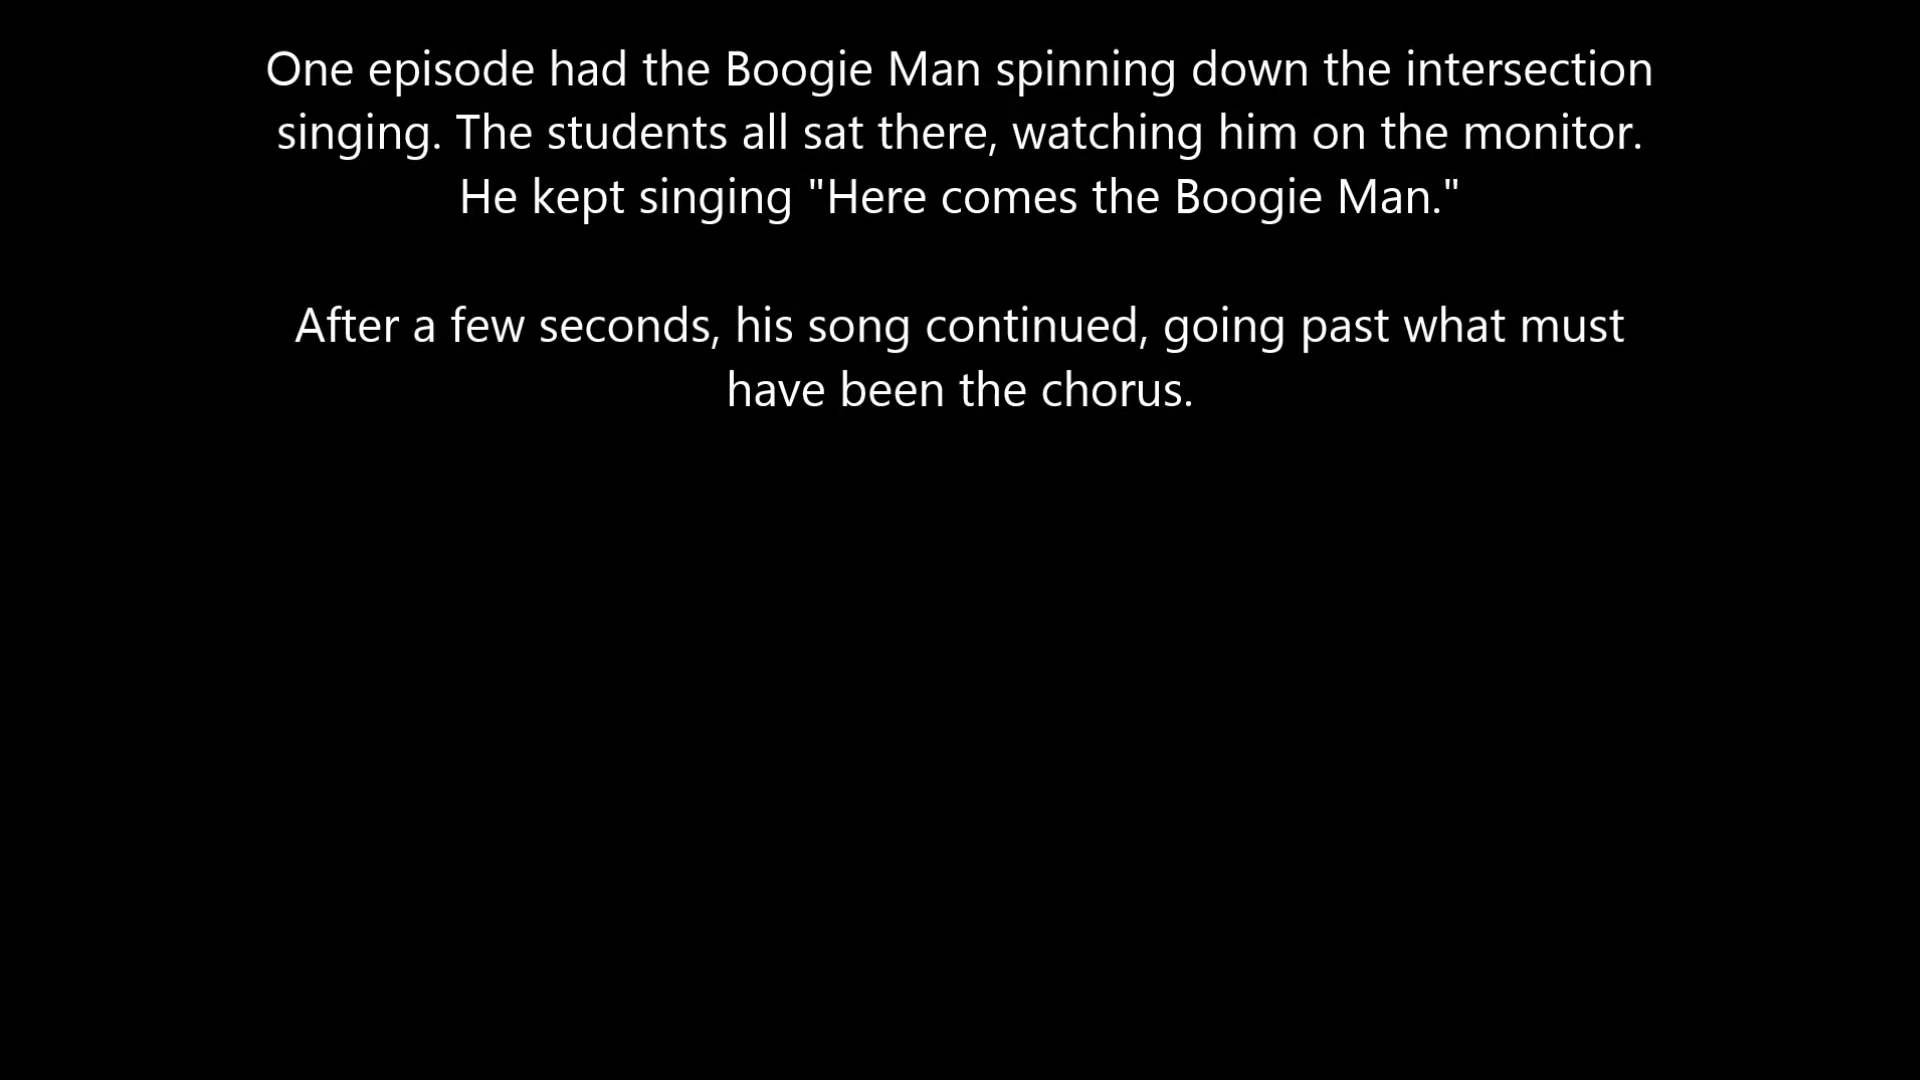 One episode had the Boogie Man spinning down the intersection
singing. The students all sat there, watching him on the monitor.
He kept singing "Here comes the Boogie Man."
After a few seconds, his song continued, going past what must
have been the chorus.